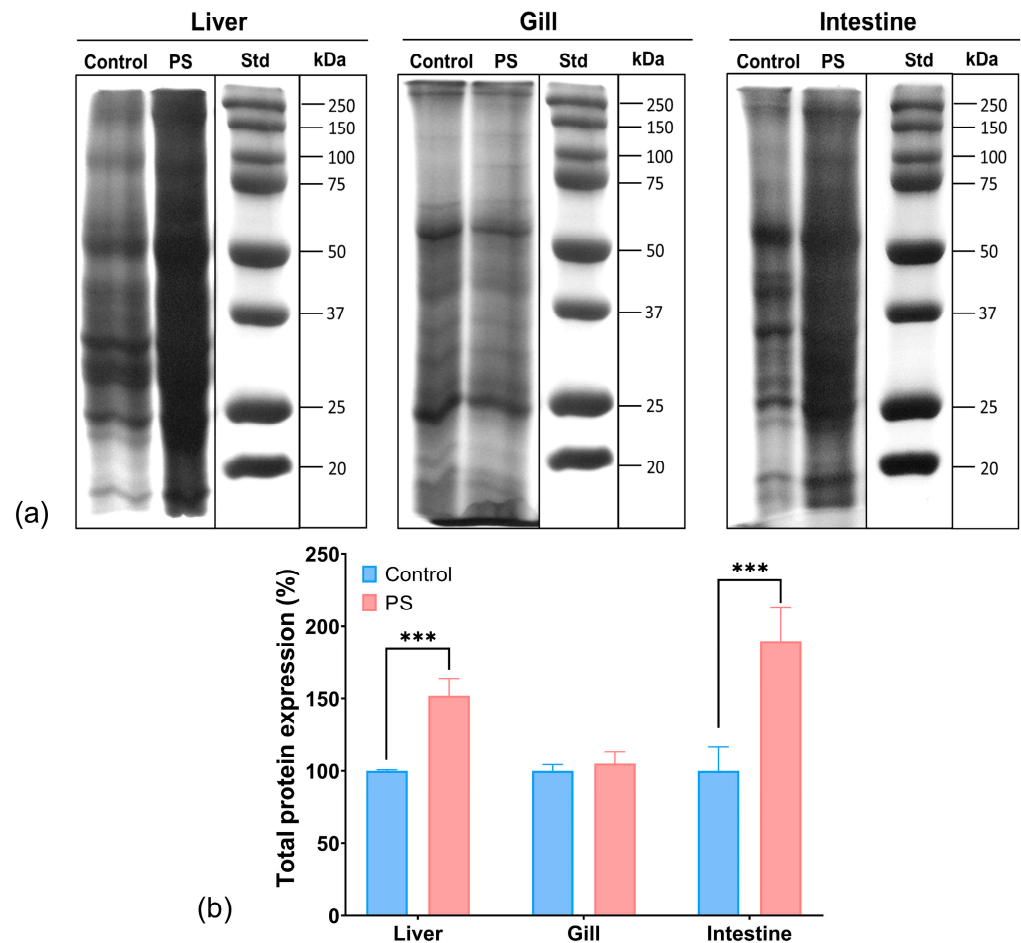 Liver Gill Intestine
Control PS Std kDa Control PS Std kDa Control PS Std kDa
250 250 250
150 150 150
100 100 100
75 75 75
50 50 50
37 37 37
25 25 25
20 20 20
(a)
250
200
150
100
50
0
Total protein expression (%)
Control
PS
***
***
Liver Gill Intestine
(b)